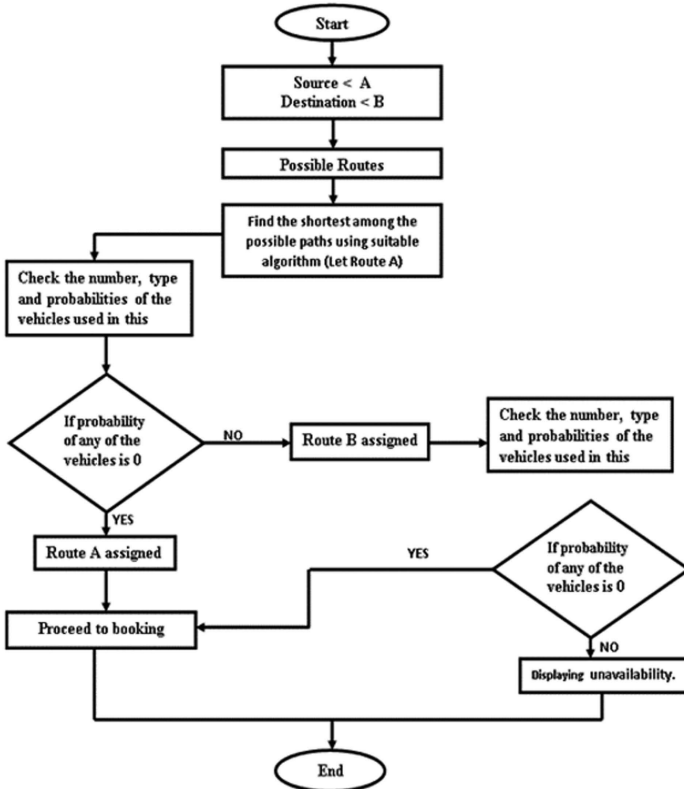 Start
Source < A
Destination < B
Possible Routes
Find the shortest among the
possible paths using suitable
algorithm (Let Route A)
Check the number, type
and probabilities of the
vehicles used in this
If probability
of any of the
vehicles is 0
NO
Route B assigned
Check the number, type
and probabilities of the
vehicles used in this
YES
Route A assigned
Proceed to booking
YES
If probability
of any of the
vehicles is 0
NO
Displaying unavailability.
End